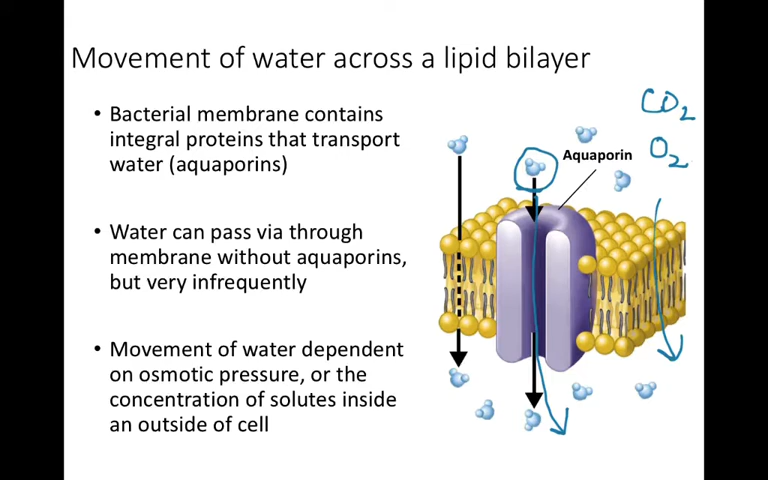 Movement of water across a lipid bilayer
• Bacterial membrane contains
integral proteins that transport
water (aquaporins)
• Water can pass via through
membrane without aquaporins,
but very infrequently
• Movement of water dependent
on osmotic pressure, or the
concentration of solutes inside
an outside of cell
Aquaporin
CO2
O2